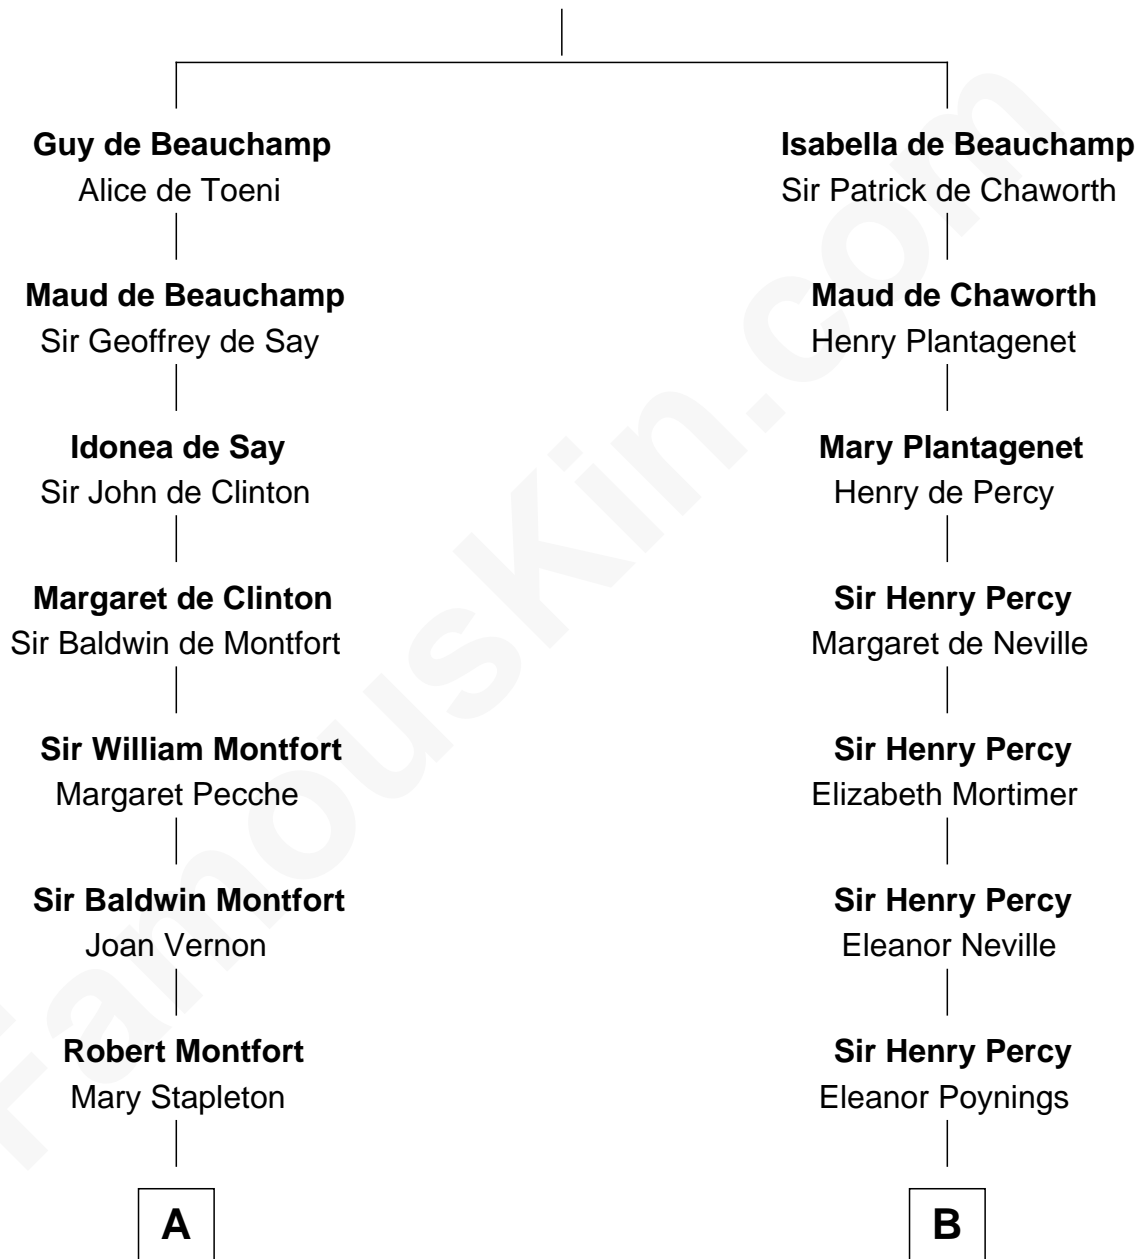 Guy de Beauchamp
Alice de Toeni
Maud de Beauchamp
Sir Geoffrey de Say
Idonea de Say
Sir John de Clinton
Margaret de Clinton
Sir Baldwin de Montfort
Sir William Montfort
Margaret Pecche
Sir Baldwin Montfort
Joan Vernon
Robert Montfort
Mary Stapleton
A
Isabella de Beauchamp
Sir Patrick de Chaworth
Maud de Chaworth
Henry Plantagenet
Mary Plantagenet
Henry de Percy
Sir Henry Percy
Margaret de Neville
Sir Henry Percy
Elizabeth Mortimer
Sir Henry Percy
Eleanor Neville
Sir Henry Percy
Eleanor Poynings
B
FamousKin.com